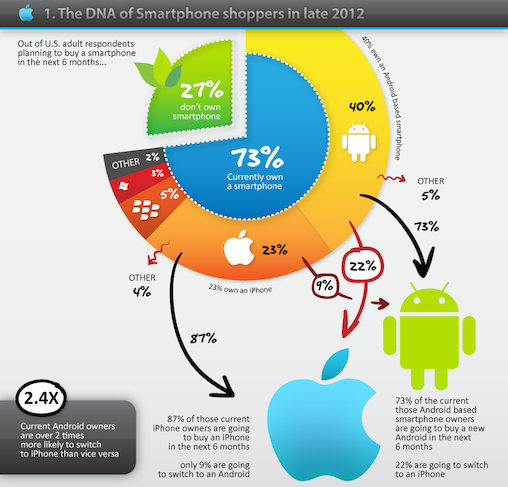 1. The DNA of Smartphone shoppers in late 2012
Out of U.S. adult respondents
planning to buy a smartphone
in the next 6 months...
27%
don't own
smartphone
40% own an Android based smartphone
40%
73%
Currently own
a smartphone
OTHER 2%
3%
5%
23%
23% own an iPhone
OTHER
5%
73%
22%
9%
OTHER
4%
87%
2.4X
Current Android owners
are over 2 times
more likely to switch
to iPhone than vice versa
87% of those current
iPhone owners are going
to buy an iPhone
in the next 6 months
only 9% are going
to switch to an Android
73% of the current
those Android based
smartphone owners
are going to buy a new
Android in the next
6 months
22% are going to switch
to an iPhone